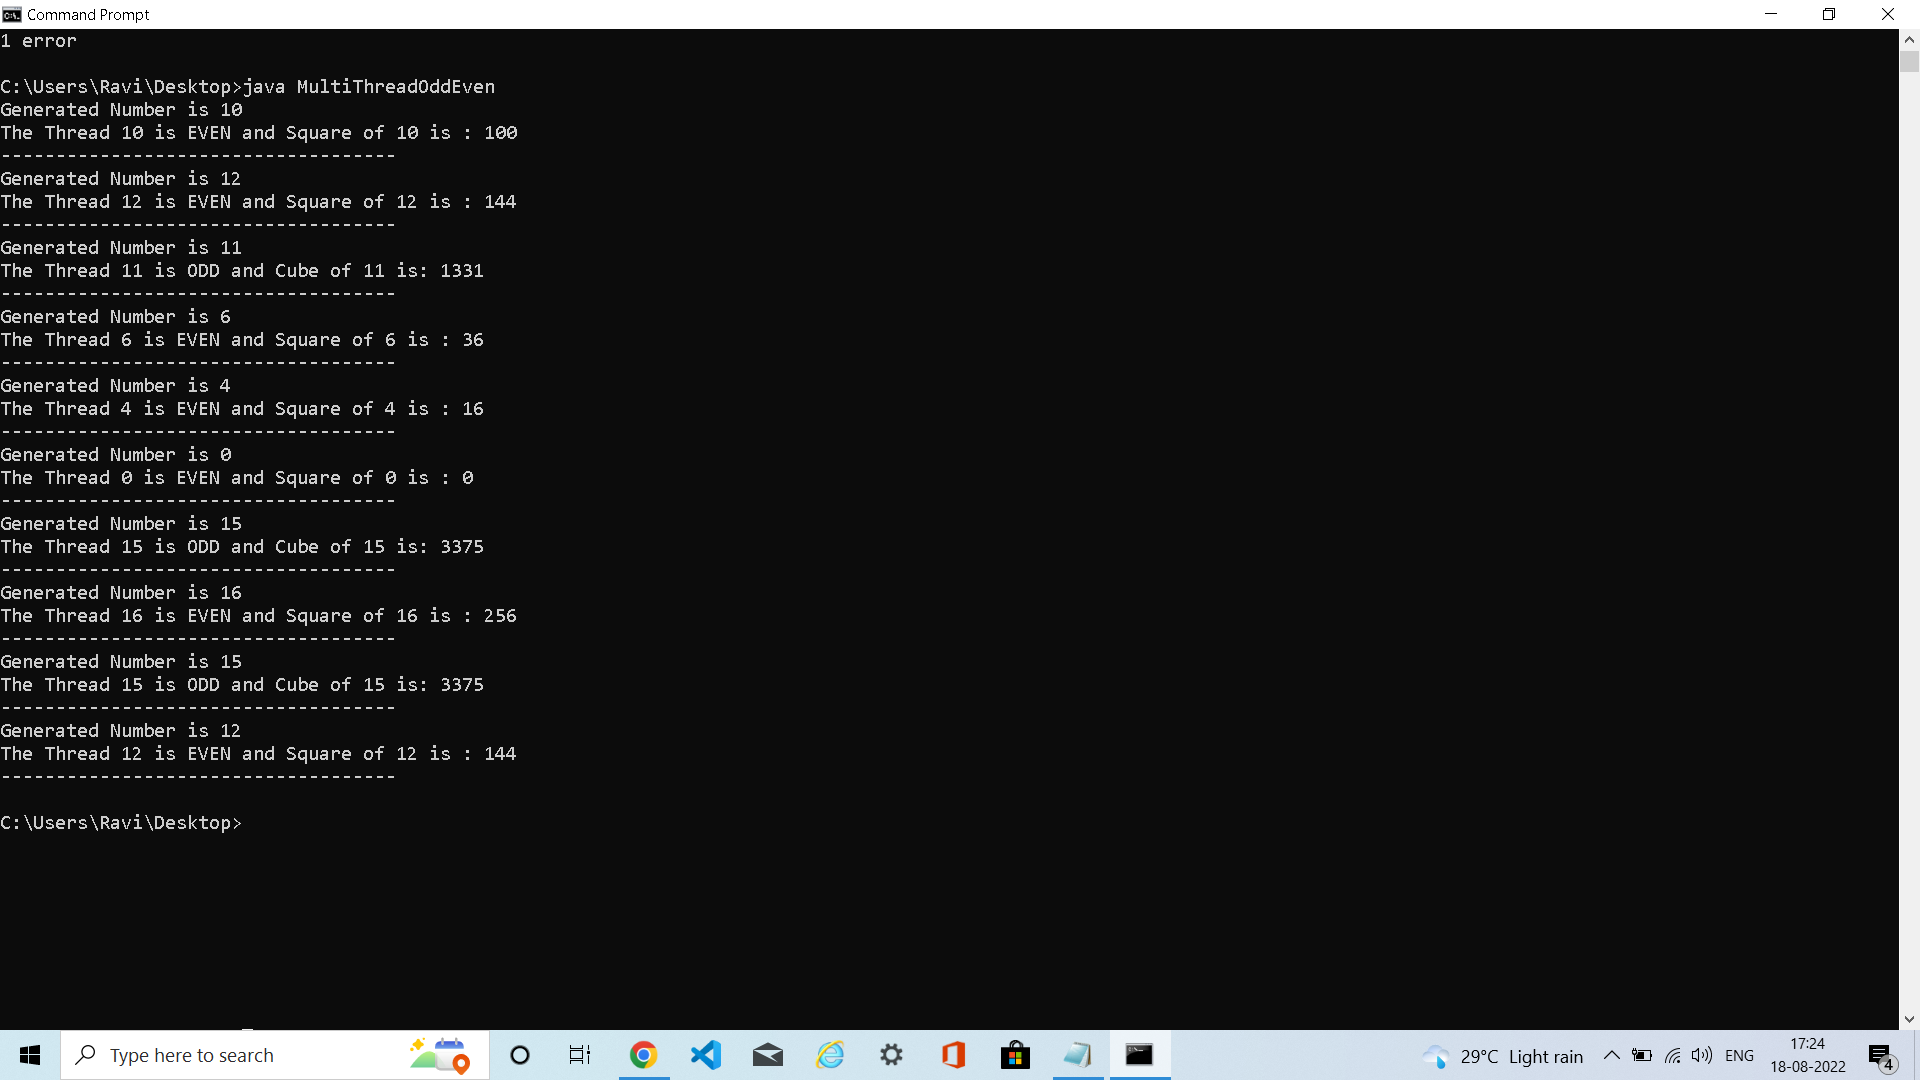 Command Prompt
1 error
C:\Users\Ravi\Desktop>java MultiThreadOddEven
Generated Number is 10
The Thread 10 is EVEN and Square of 10 is : 100
------------------------------------
Generated Number is 12
The Thread 12 is EVEN and Square of 12 is : 144
------------------------------------
Generated Number is 11
The Thread 11 is ODD and Cube of 11 is: 1331
------------------------------------
Generated Number is 6
The Thread 6 is EVEN and Square of 6 is : 36
------------------------------------
Generated Number is 4
The Thread 4 is EVEN and Square of 4 is : 16
------------------------------------
Generated Number is 0
The Thread 0 is EVEN and Square of 0 is : 0
------------------------------------
Generated Number is 15
The Thread 15 is ODD and Cube of 15 is: 3375
------------------------------------
Generated Number is 16
The Thread 16 is EVEN and Square of 16 is : 256
------------------------------------
Generated Number is 15
The Thread 15 is ODD and Cube of 15 is: 3375
------------------------------------
Generated Number is 12
The Thread 12 is EVEN and Square of 12 is : 144
------------------------------------
C:\Users\Ravi\Desktop>
Type here to search
29°C Light rain
ENG
17:24
18-08-2022
4